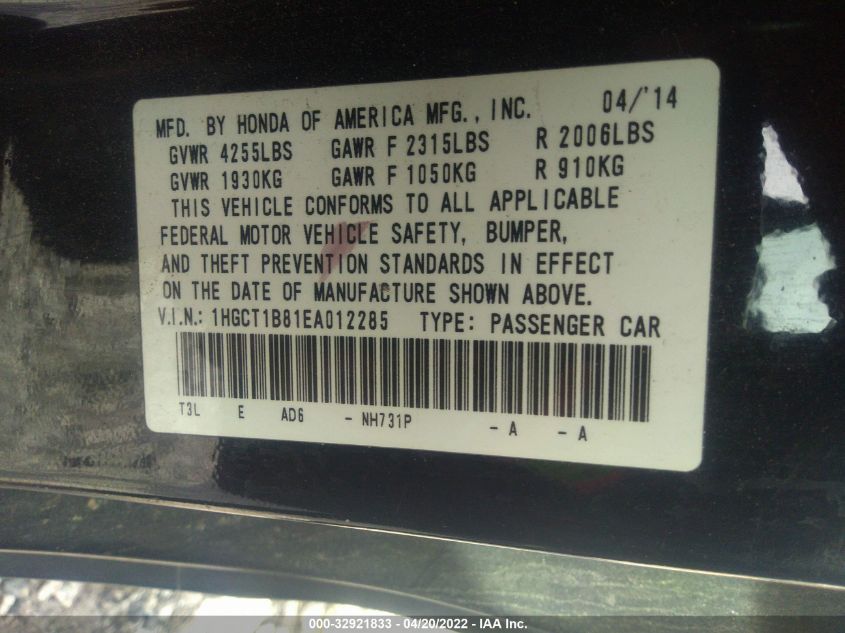 MFD. BY HONDA OF AMERICA MFG., INC. 04/'14
GVWR 4255LBS GAWR F 2315LBS R 2006LBS
GVWR 1930KG GAWR F 1050KG R 910KG
THIS VEHICLE CONFORMS TO ALL APPLICABLE
FEDERAL MOTOR VEHICLE SAFETY, BUMPER,
AND THEFT PREVENTION STANDARDS IN EFFECT
ON THE DATE OF MANUFACTURE SHOWN ABOVE.
V.I.N.: 1HGCT1B81EA012285 TYPE: PASSENGER CAR
T3L E AD6 - NH731P - A - A
000-32921833 - 04/20/2022 - IAA Inc.